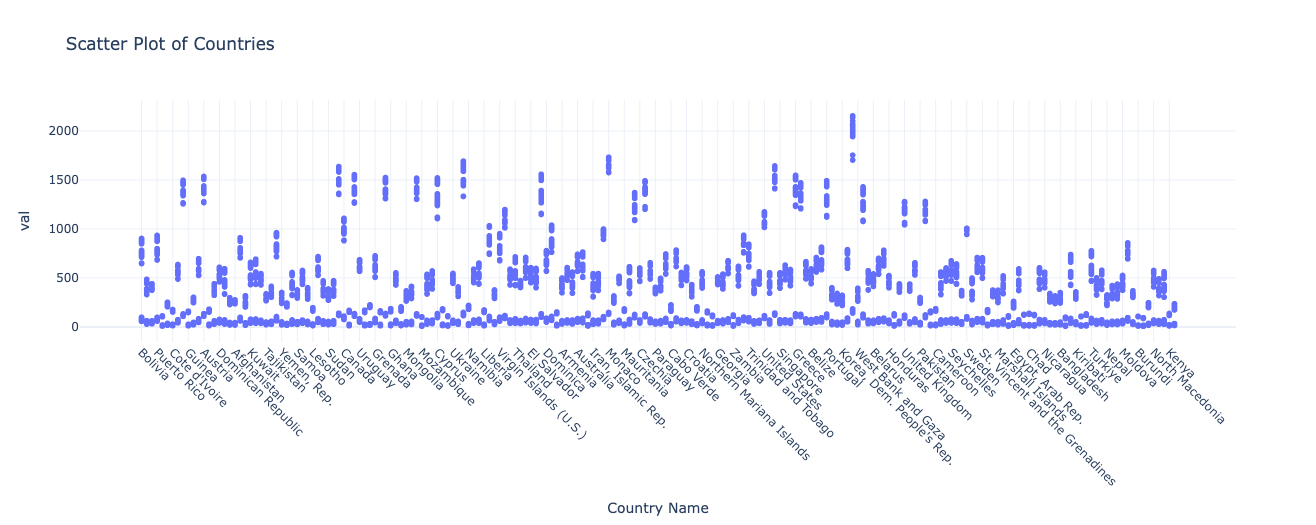 Scatter Plot of Countries
2000
1500
1000
500
0
val
Bolivia
Puerto Rico
Cote d'Ivoire
Guinea
Austria
Dominican Republic
Afghanistan
Kuwait
Tajikistan
Yemen, Rep.
Samoa
Lesotho
Sudan
Canada
Uruguay
Grenada
Ghana
Mongolia
Mozambique
Cyprus
Ukraine
Namibia
Liberia
Virgin Islands (U.S.)
Thailand
El Salvador
Dominica
Armenia
Australia
Iran, Islamic Rep.
Monaco
Mauritania
Czechia
Paraguay
Cabo Verde
Croatia
Northern Mariana Islands
Georgia
Zambia
Trinidad and Tobago
United States
Singapore
Greece
Belize
Portugal
Korea, Dem. People's Rep.
West Bank and Gaza
Belarus
Honduras
United Kingdom
Pakistan
Cameroon
Seychelles
Sweden
St. Vincent and the Grenadines
Marshall Islands
Egypt, Arab Rep.
Chad
Nicaragua
Bangladesh
Kiribati
Turkiye
Nepal
Moldova
Burundi
North Macedonia
Kenya
Country Name